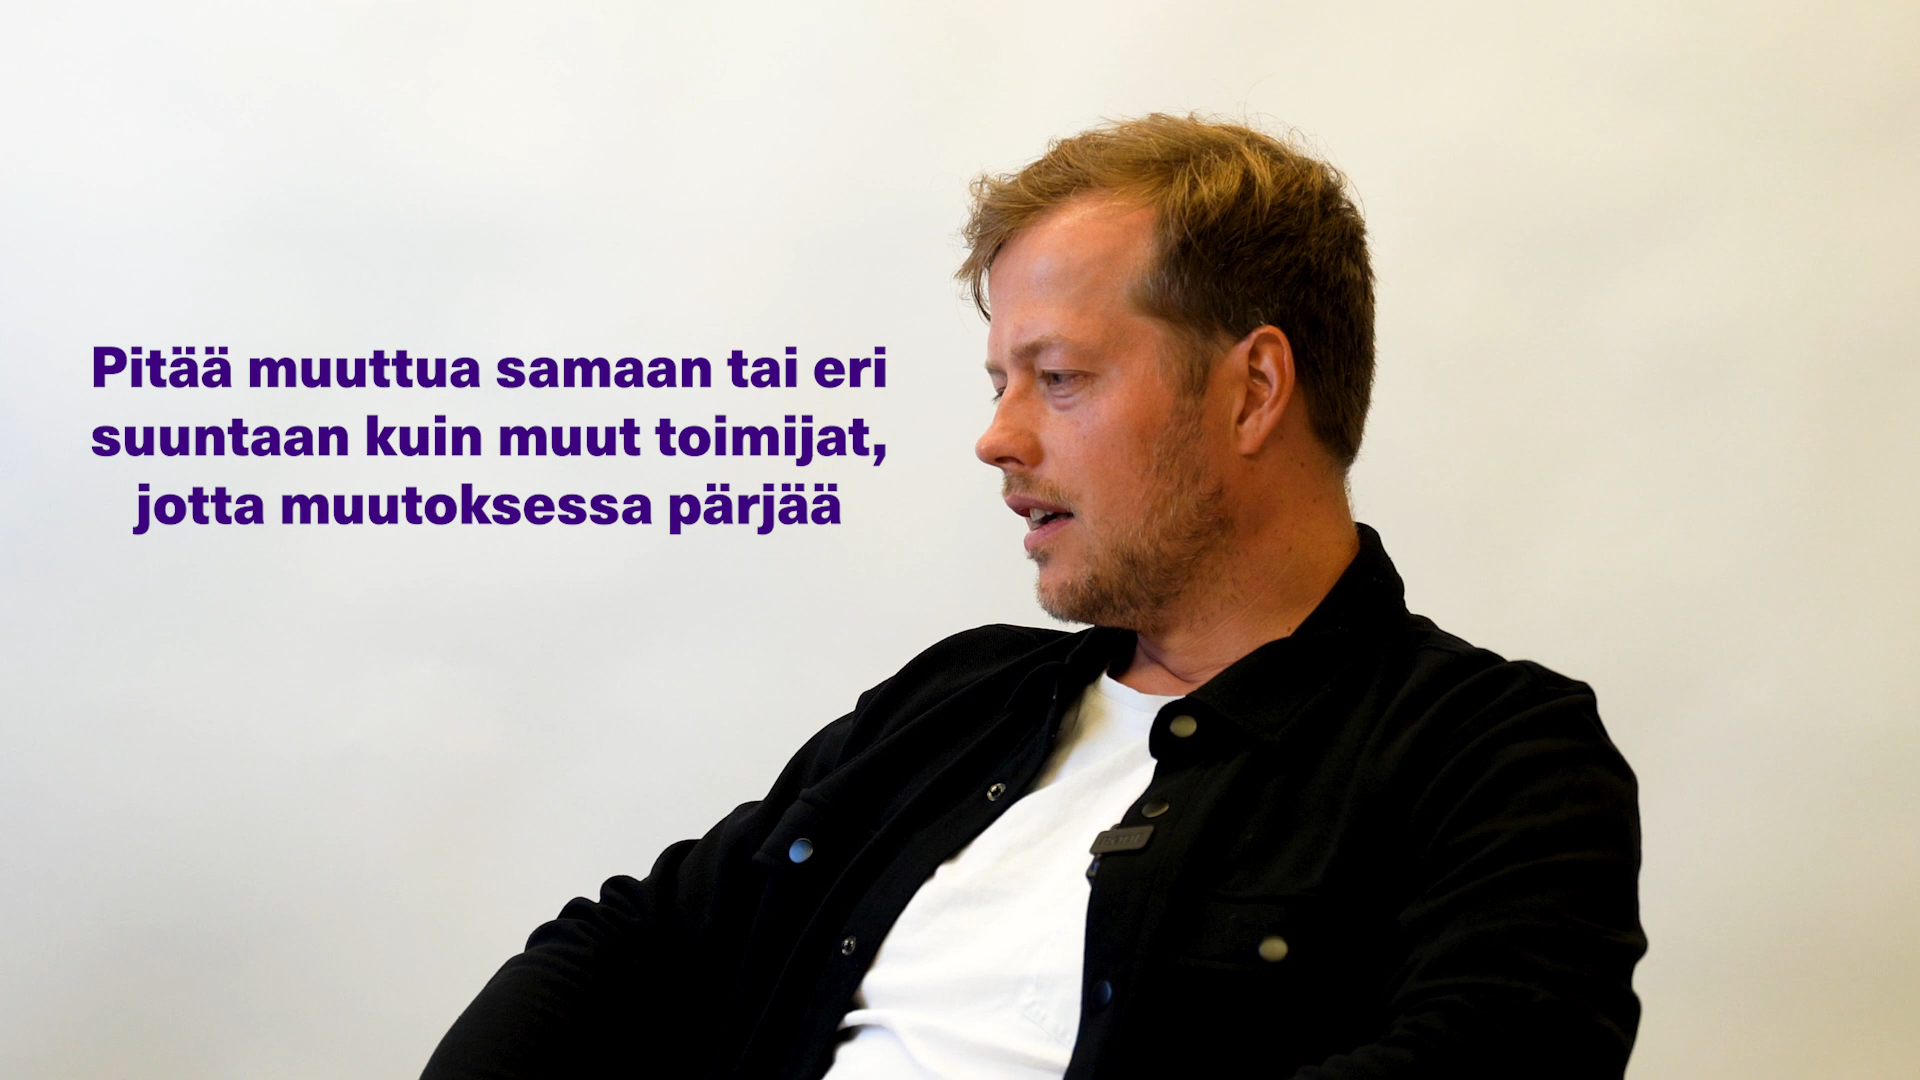 Pitää muuttua samaan tai eri
suuntaan kuin muut toimijat,
jotta muutoksessa pärjää